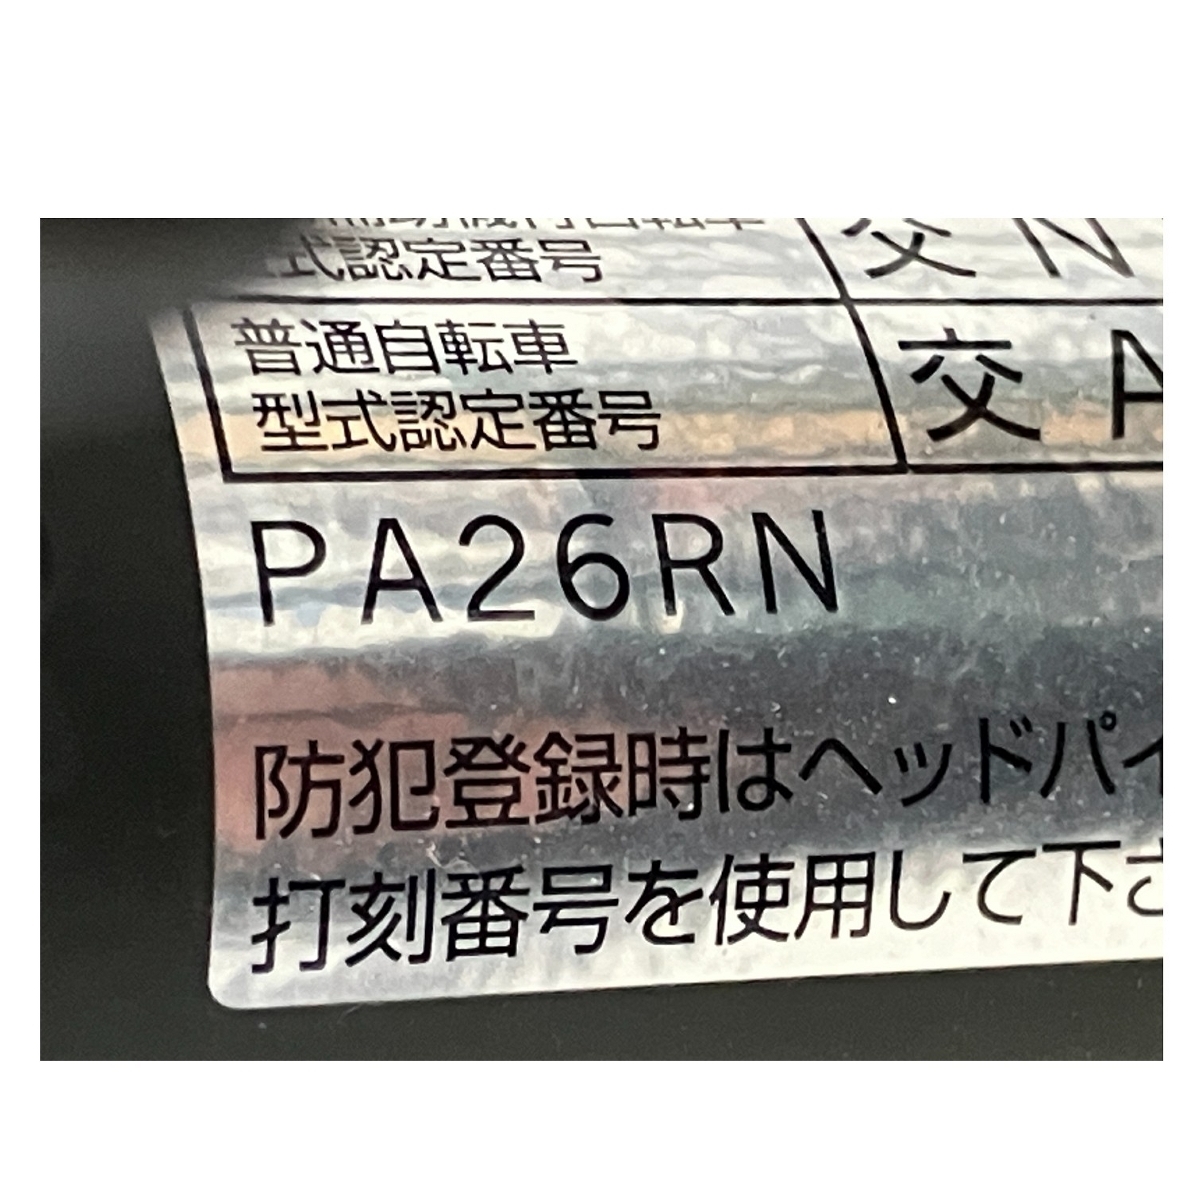 式認定番号 交 N
普通自転車
型式認定番号 交 A
PA26RN
防犯登録時はヘッドパイ
打刻番号を使用して下さ